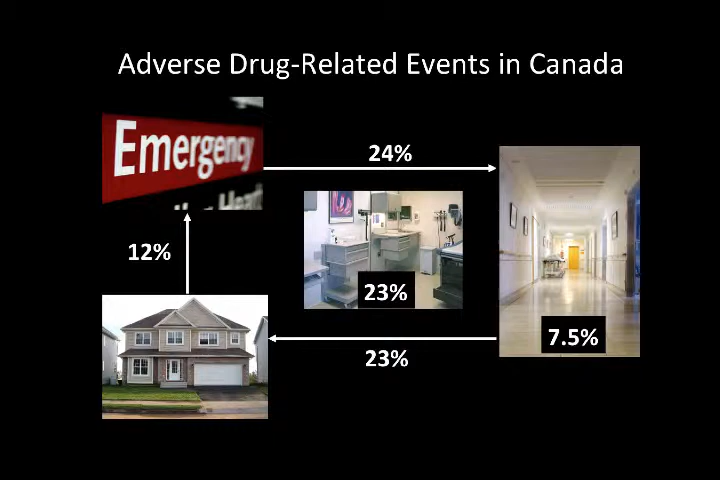 Adverse Drug-Related Events in Canada
Emergency
24%
12%
23%
7.5%
23%